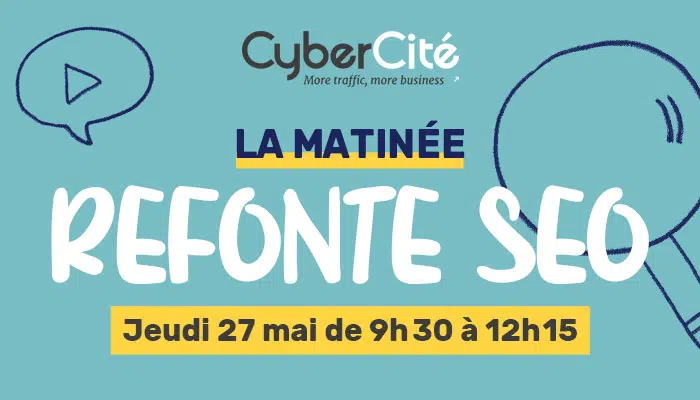 CyberCité
More traffic, more business
LA MATINÉE
REFONTE SEO
Jeudi 27 mai de 9h30 à 12h15